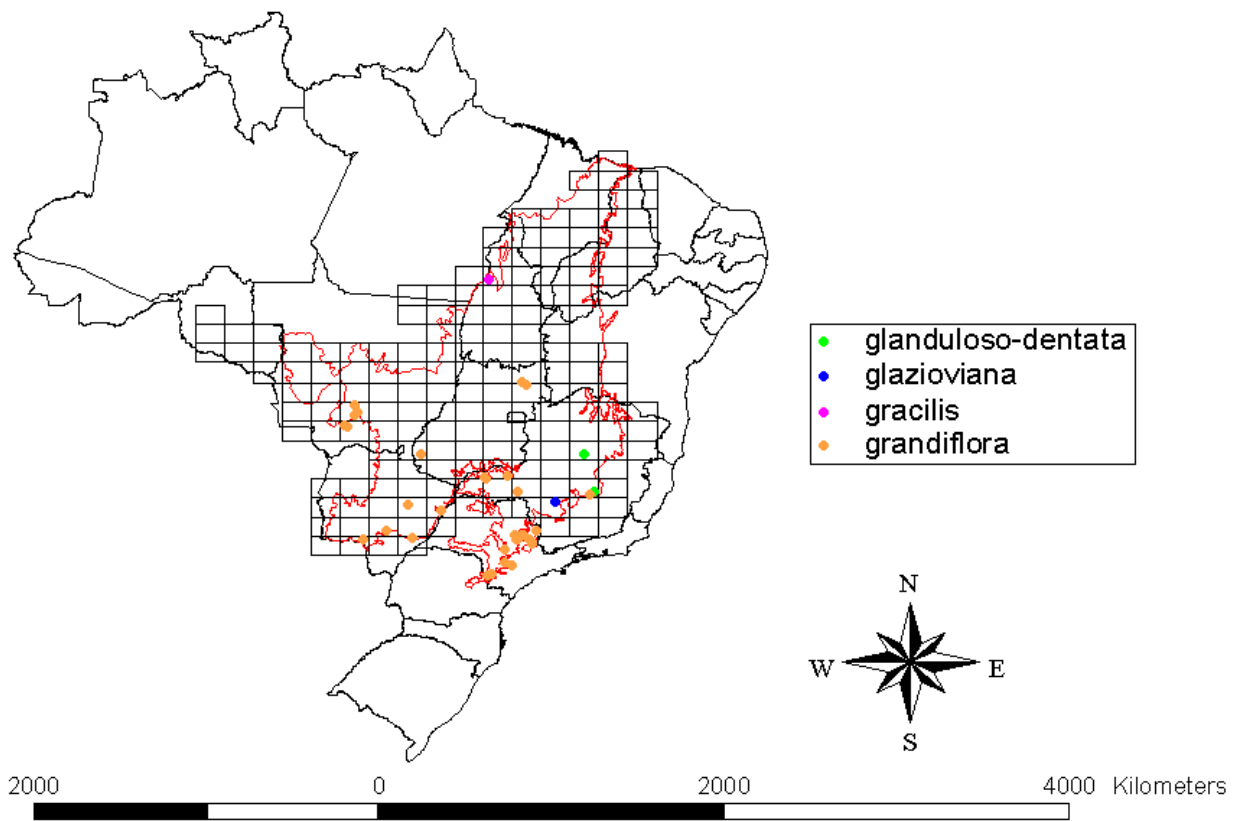 glanduloso-dentata
glazioviana
gracilis
grandiflora
N
W E
S
2000 0 2000 4000 Kilometers